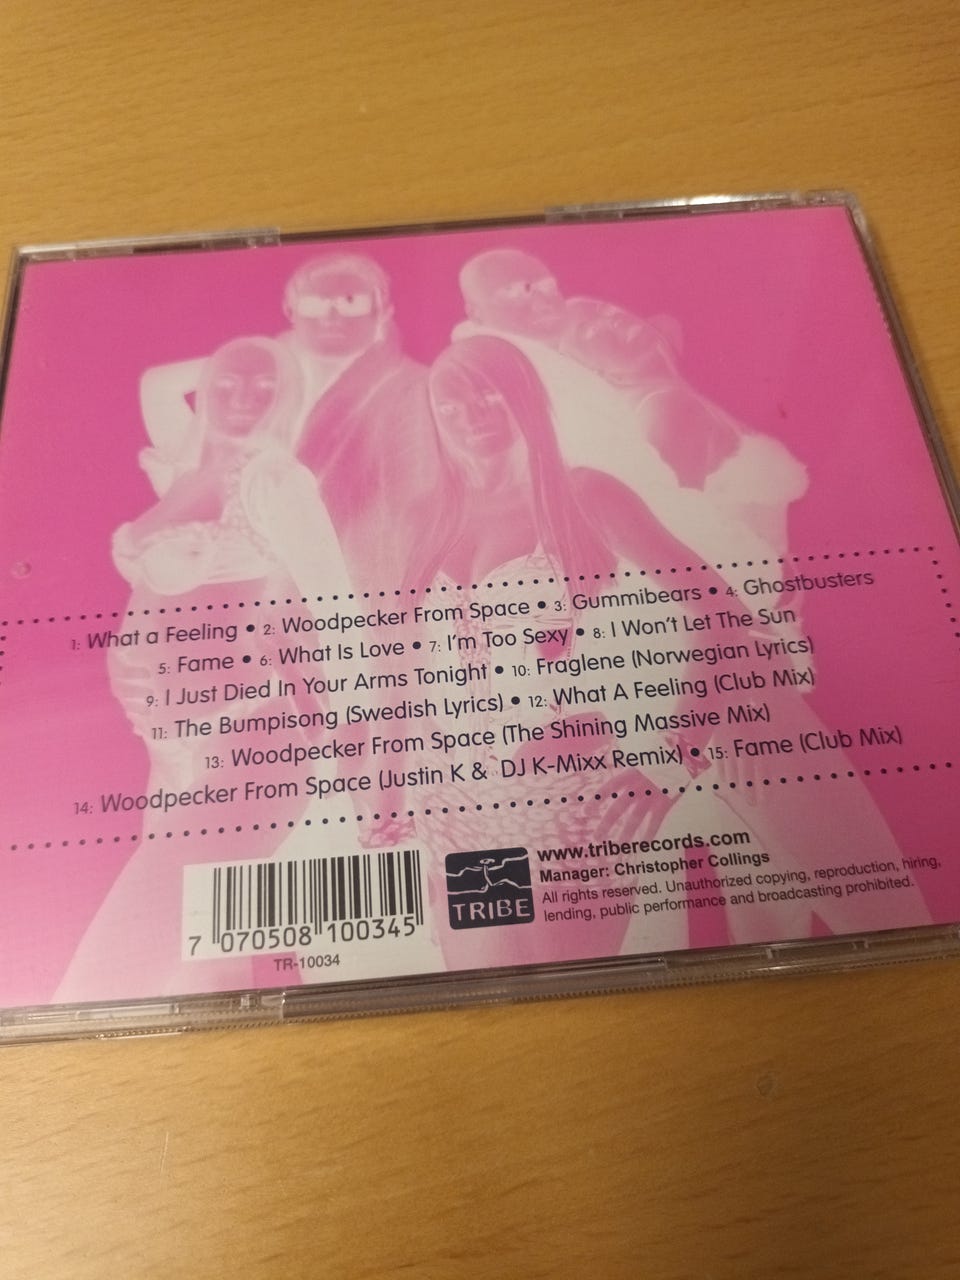 1: What a Feeling • 2: Woodpecker From Space • 3: Gummibears • 4: Ghostbusters
5: Fame • 6: What Is Love • 7: I'm Too Sexy • 8: I Won't Let The Sun
9: I Just Died In Your Arms Tonight • 10: Fraglene (Norwegian Lyrics)
11: The Bumpisong (Swedish Lyrics) • 12: What A Feeling (Club Mix)
13: Woodpecker From Space (The Shining Massive Mix)
14: Woodpecker From Space (Justin K & DJ K-Mixx Remix) • 15: Fame (Club Mix)
7 070508 100345
TR-10034
TRIBE
www.triberecords.com
Manager: Christopher Collings
All rights reserved. Unauthorized copying, reproduction, hiring,
lending, public performance and broadcasting prohibited.